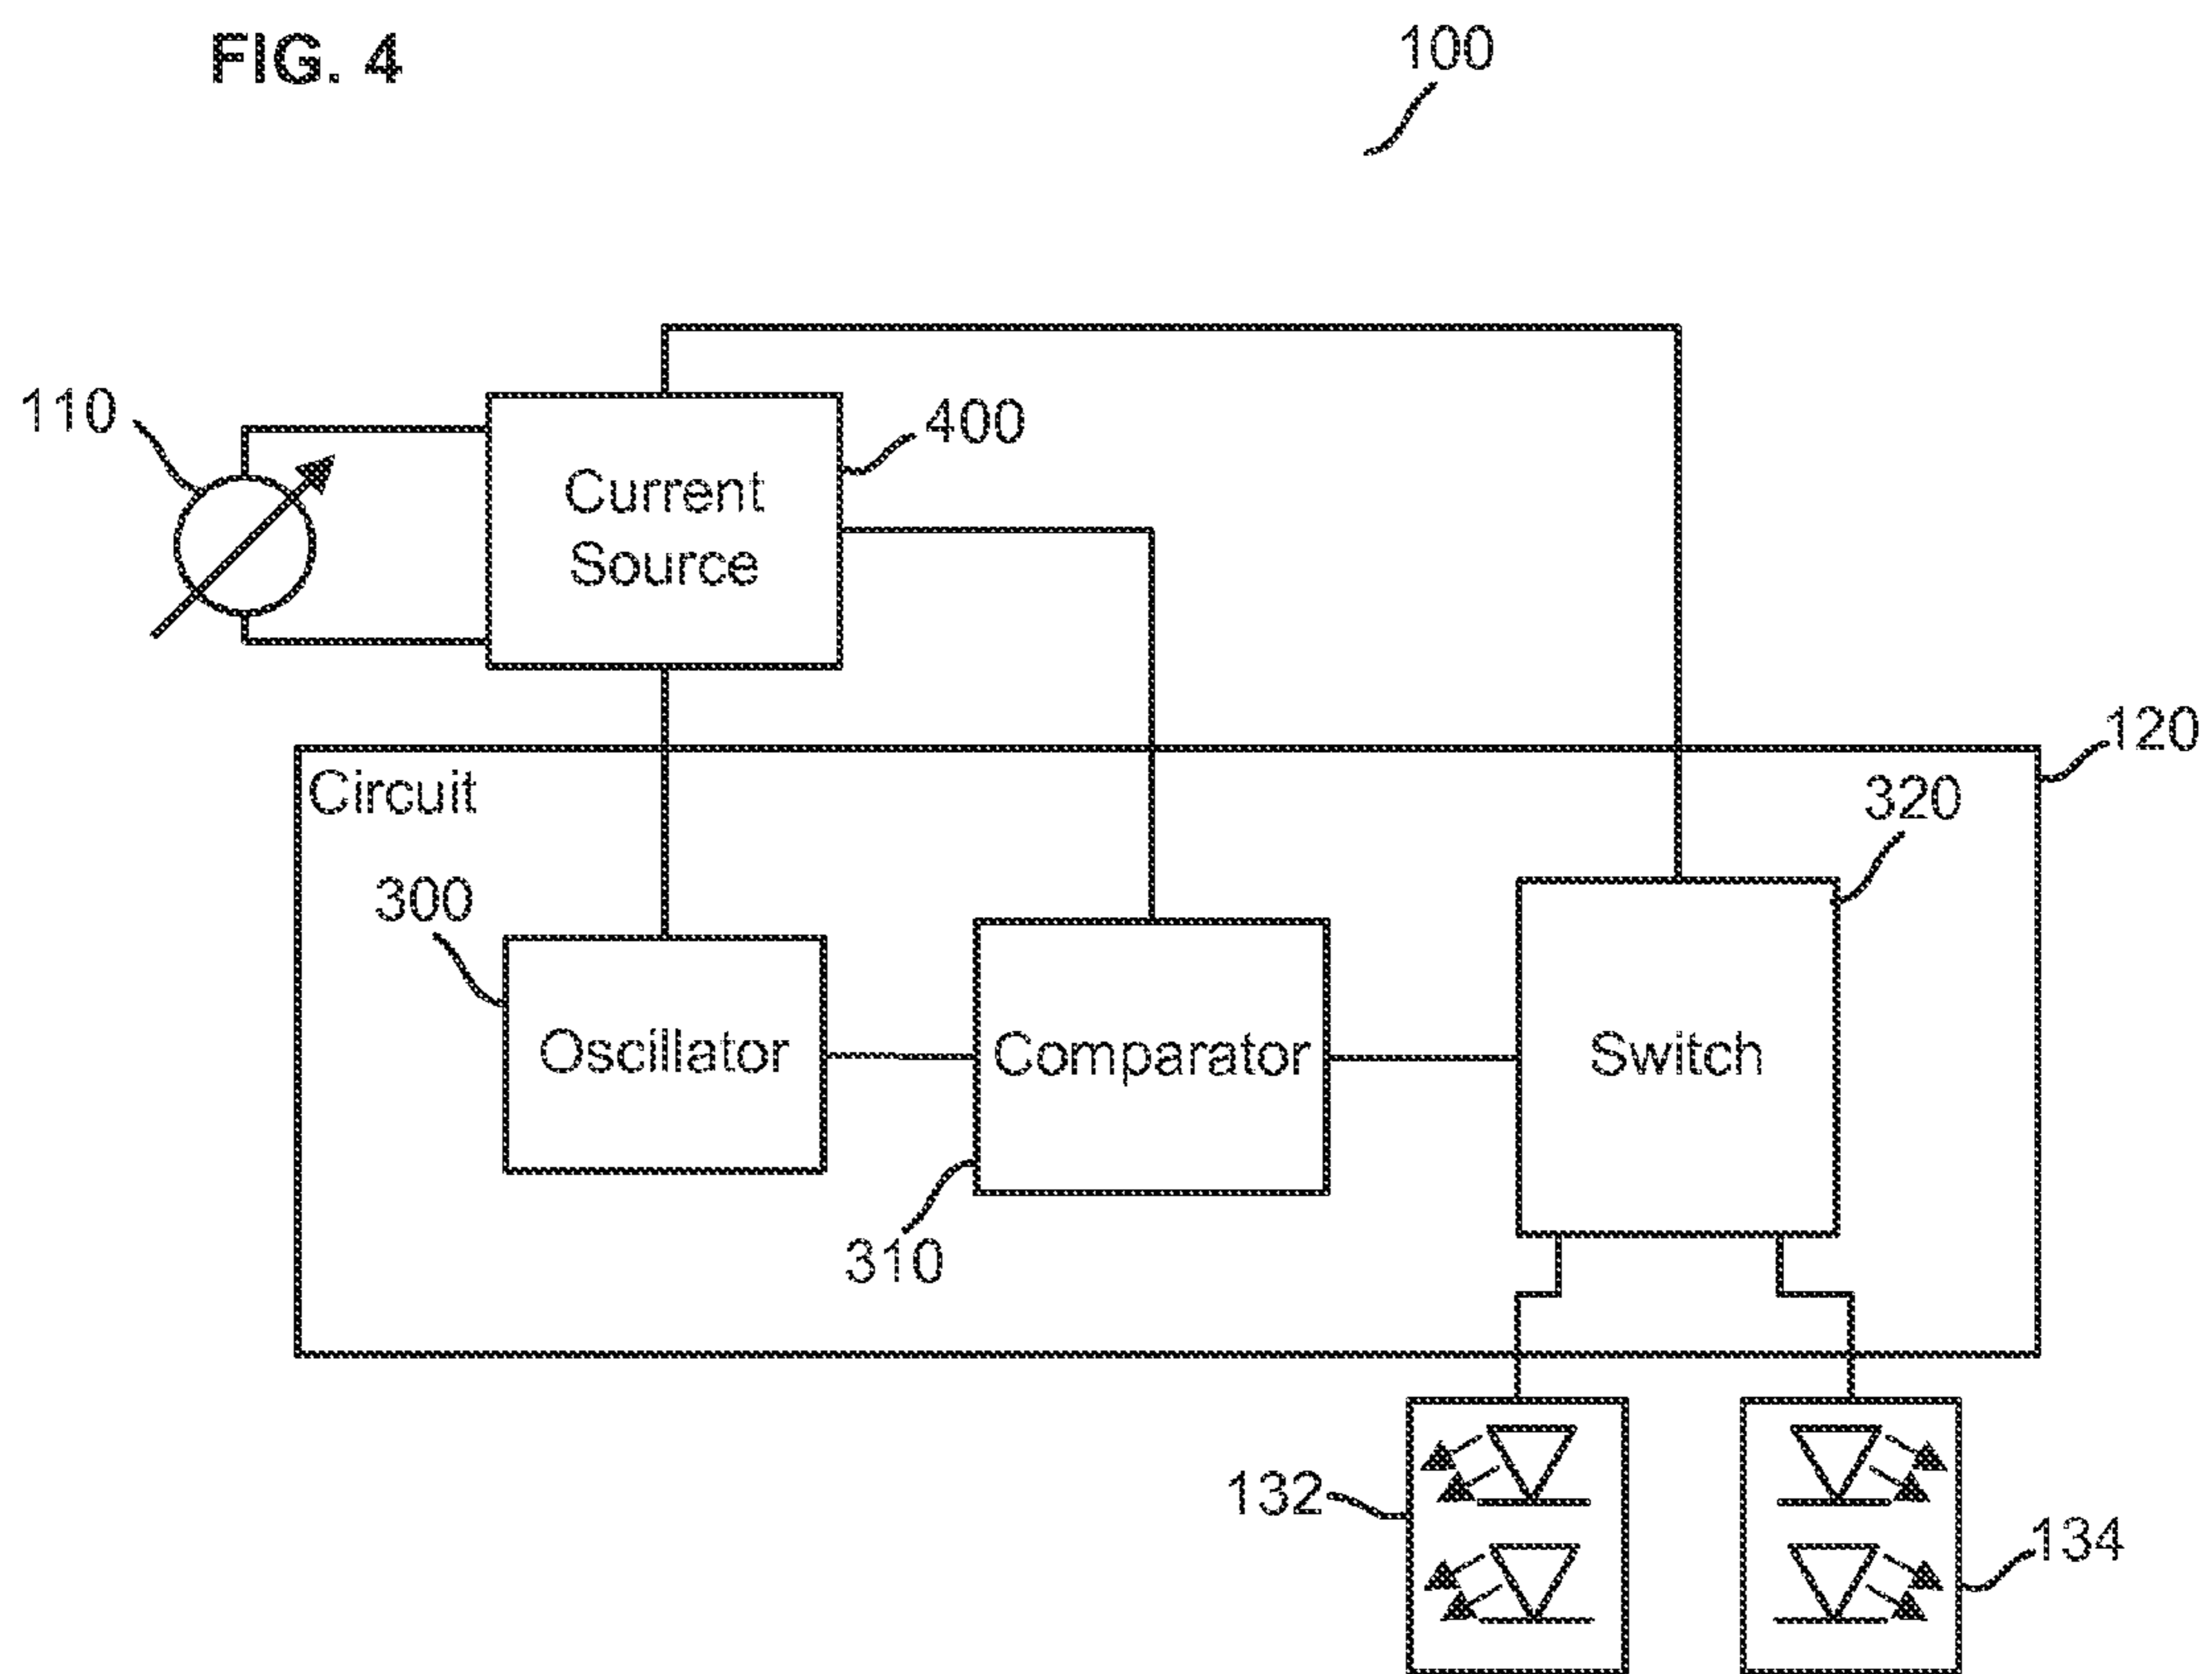 FIG. 4
100
110
400
Current
Source
120
Circuit
320
300
Oscillator
Comparator
Switch
310
132
134